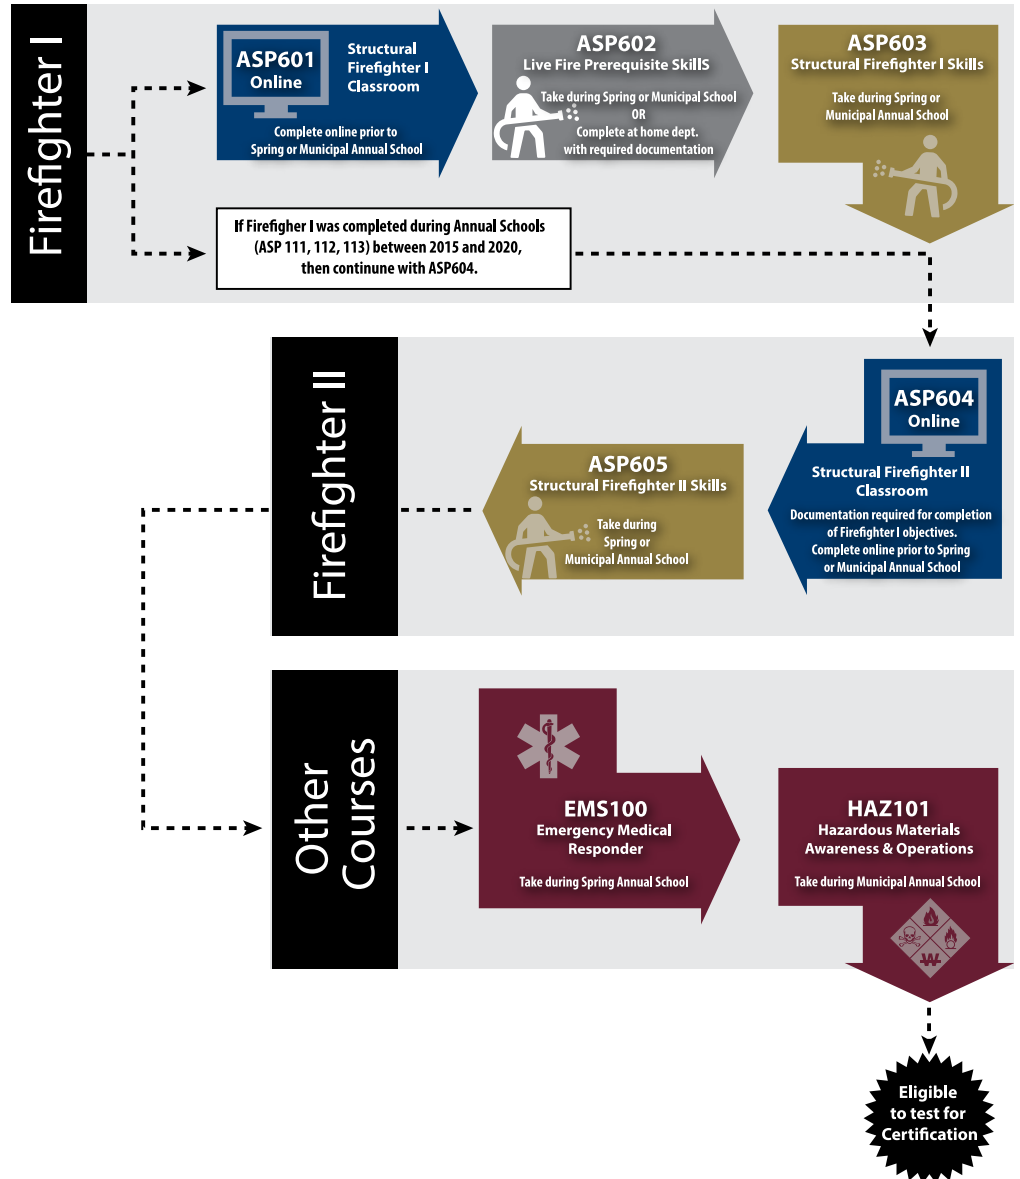 Firefighter I
ASP601
Online
Structural
Firefighter I
Classroom
Complete online prior to
Spring or Municipal Annual School
ASP602
Live Fire Prerequisite SkillS
Take during Spring or Municipal School
OR
Complete at home dept.
with required documentation
ASP603
Structural Firefighter I Skills
Take during Spring or
Municipal Annual School
If Firefigher I was completed during Annual Schools
(ASP 111, 112, 113) between 2015 and 2020,
then continune with ASP604.
Firefighter II
ASP604
Online
Structural Firefighter II
Classroom
Documentation required for completion
of Firefighter I objectives.
Complete online prior to Spring
or Municipal Annual School
ASP605
Structural Firefighter II Skills
Take during
Spring or
Municipal Annual School
Other
Courses
EMS100
Emergency Medical
Responder
Take during Spring Annual School
HAZ101
Hazardous Materials
Awareness & Operations
Take during Municipal Annual School
W
Eligible
to test for
Certification